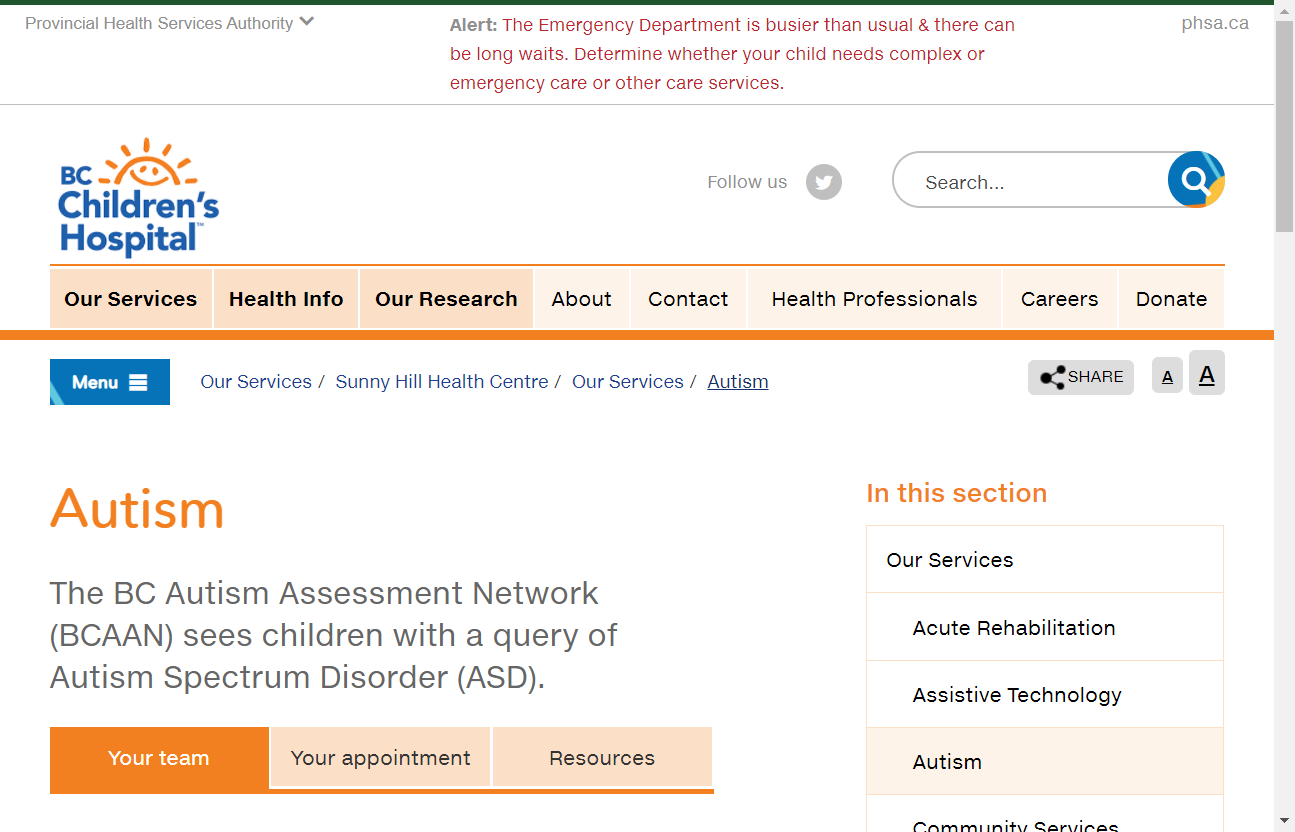 Provincial Health Services Authority
Alert: The Emergency Department is busier than usual & there can
be long waits. Determine whether your child needs complex or
emergency care or other care services.
phsa.ca
BC
Children's
Hospital™
Follow us
Search...
Our Services
Health Info
Our Research
About
Contact
Health Professionals
Careers
Donate
Menu
Our Services / Sunny Hill Health Centre / Our Services / Autism
SHARE
A
A
Autism
The BC Autism Assessment Network
(BCAAN) sees children with a query of
Autism Spectrum Disorder (ASD).
Your team
Your appointment
Resources
In this section
Our Services
Acute Rehabilitation
Assistive Technology
Autism
Community Services